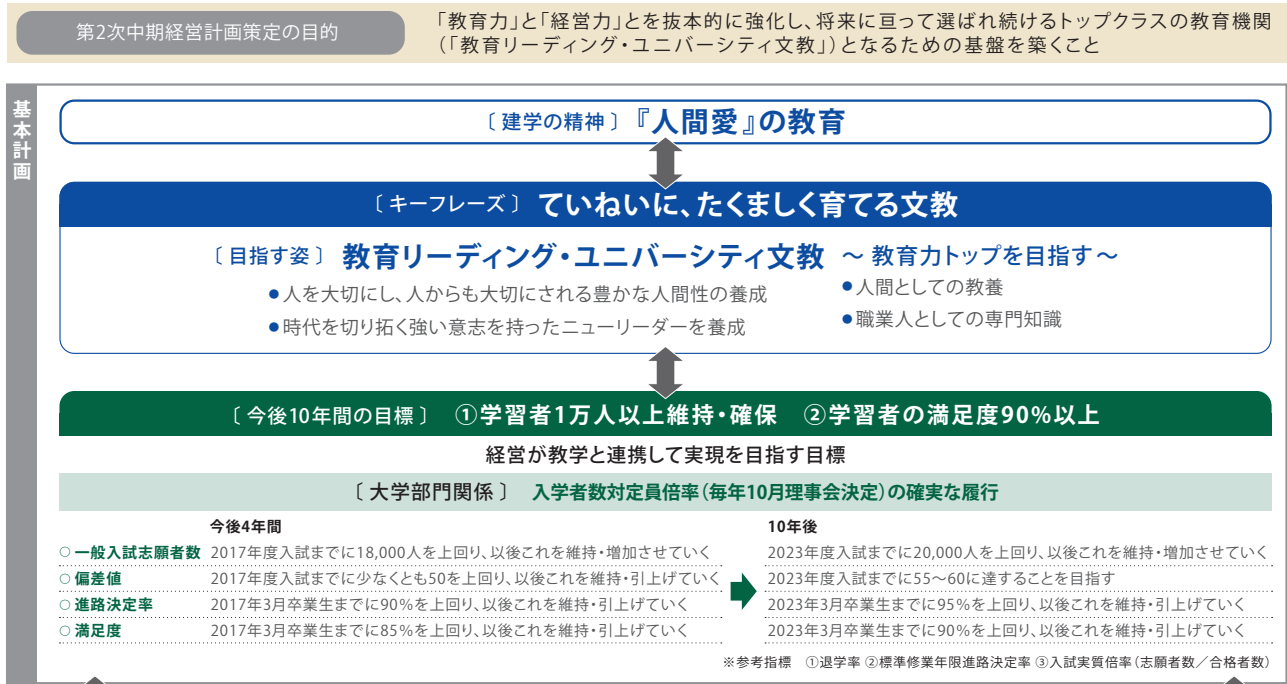 第2次中期経営計画策定の目的
「教育力」と「経営力」とを抜本的に強化し、将来に亘って選ばれ続けるトップクラスの教育機関
(「教育リーディング・ユニバーシティ文教」)となるための基盤を築くこと
基本計画
〔建学の精神〕『人間愛』の教育
〔キーフレーズ〕ていねいに、たくましく育てる文教
〔目指す姿〕教育リーディング・ユニバーシティ文教 ～教育力トップを目指す～
●人を大切にし、人からも大切にされる豊かな人間性の養成
●時代を切り拓く強い意志を持ったニューリーダーを養成
●人間としての教養
●職業人としての専門知識
〔今後10年間の目標〕①学習者1万人以上維持・確保 ②学習者の満足度90%以上
経営が教学と連携して実現を目指す目標
〔大学部門関係〕入学者数対定員倍率(毎年10月理事会決定)の確実な履行
今後4年間 10年後
○一般入試志願者数 2017年度入試までに18,000人を上回り、以後これを維持・増加させていく 2023年度入試までに20,000人を上回り、以後これを維持・増加させていく
○偏差値 2017年度入試までに少なくとも50を上回り、以後これを維持・引上げていく 2023年度入試までに55～60に達することを目指す
○進路決定率 2017年3月卒業生までに90%を上回り、以後これを維持・引上げていく 2023年3月卒業生までに95%を上回り、以後これを維持・引上げていく
○満足度 2017年3月卒業生までに85%を上回り、以後これを維持・引上げていく 2023年3月卒業生までに90%を上回り、以後これを維持・引上げていく
※参考指標 ①退学率 ②標準修業年限進路決定率 ③入試実質倍率(志願者数／合格者数)